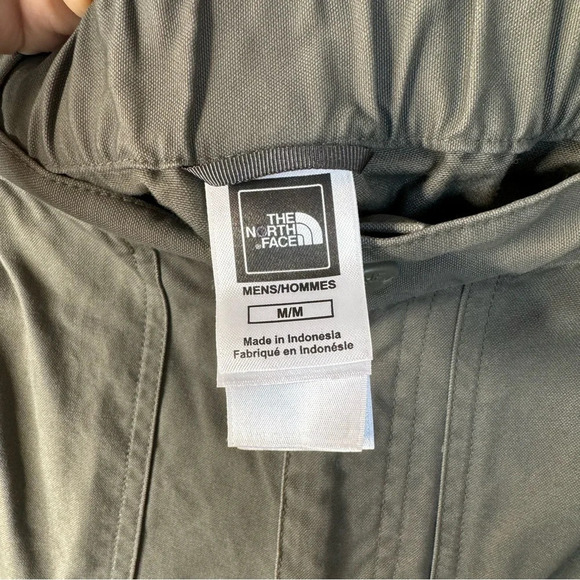 THE
NORTH
FACE
MENS/HOMMES
M/M
Made in Indonesia
Fabriqué en Indonésie